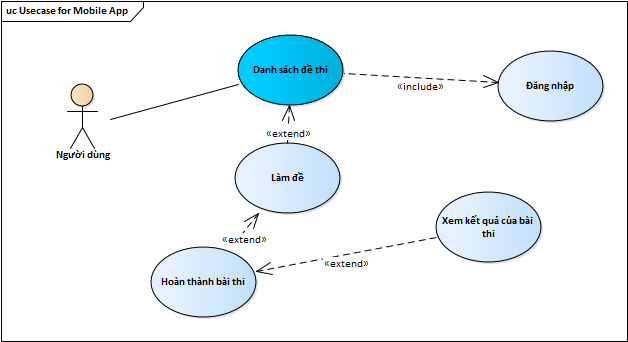 uc Usecase for Mobile App
Danh sách đề thi
«include»
Đăng nhập
Người dùng
«extend»
Làm đề
Xem kết quả của bài
thi
«extend»
«extend»
Hoàn thành bài thi